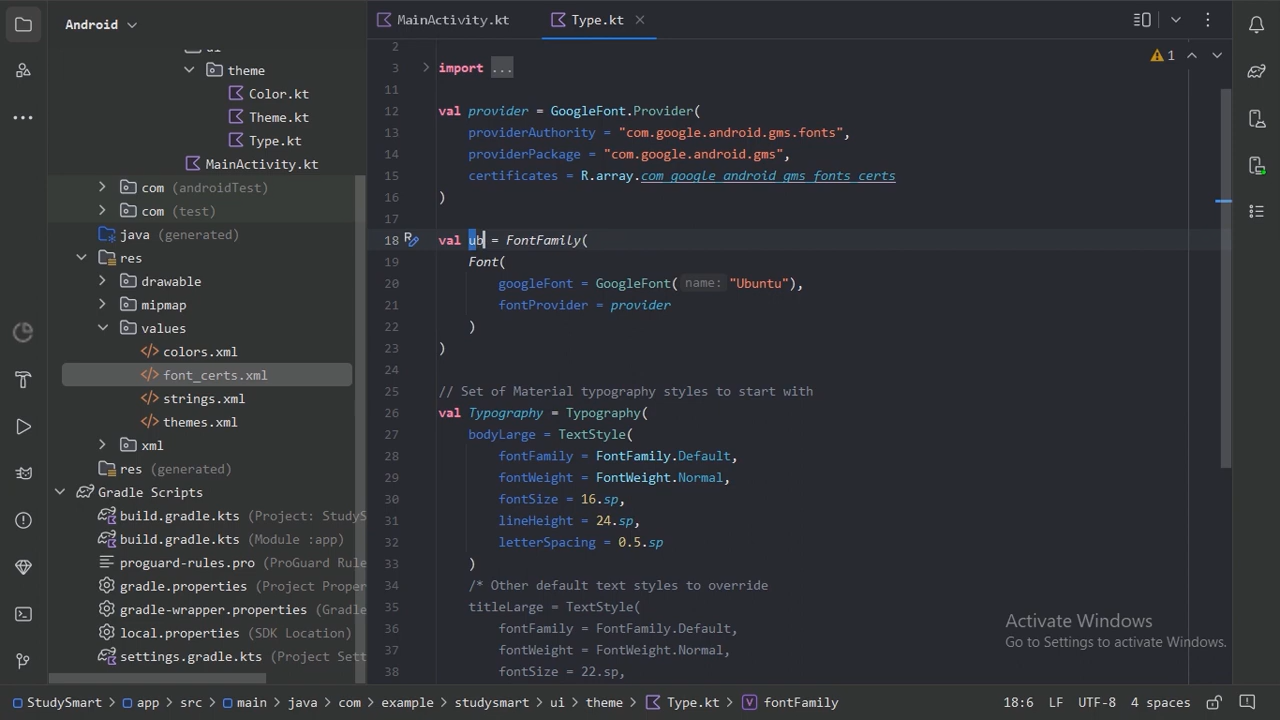 Android
MainActivity.kt
Type.kt
ui
theme
Color.kt
Theme.kt
Type.kt
MainActivity.kt
com (androidTest)
com (test)
java (generated)
res
drawable
mipmap
values
colors.xml
font_certs.xml
strings.xml
themes.xml
xml
res (generated)
Gradle Scripts
build.gradle.kts (Project: StudyS
build.gradle.kts (Module :app)
proguard-rules.pro (ProGuard Rule
gradle.properties (Project Proper
gradle-wrapper.properties (Gradle
local.properties (SDK Location)
settings.gradle.kts (Project Sett
1
2
3 import ...
11
12 val provider = GoogleFont.Provider(
13 providerAuthority = "com.google.android.gms.fonts",
14 providerPackage = "com.google.android.gms",
15 certificates = R.array.com_google_android_gms_fonts_certs
16 )
17
18 val ub = FontFamily(
19 Font(
20 googleFont = GoogleFont( name: "Ubuntu"),
21 fontProvider = provider
22 )
23 )
24
25 // Set of Material typography styles to start with
26 val Typography = Typography(
27 bodyLarge = TextStyle(
28 fontFamily = FontFamily.Default,
29 fontWeight = FontWeight.Normal,
30 fontSize = 16.sp,
31 lineHeight = 24.sp,
32 letterSpacing = 0.5.sp
33 )
34 /* Other default text styles to override
35 titleLarge = TextStyle(
36 fontFamily = FontFamily.Default,
37 fontWeight = FontWeight.Normal,
38 fontSize = 22.sp,
Activate Windows
Go to Settings to activate Windows.
StudySmart > app > src > main > java > com > example > studysmart > ui > theme > Type.kt > fontFamily
18:6 LF UTF-8 4 spaces